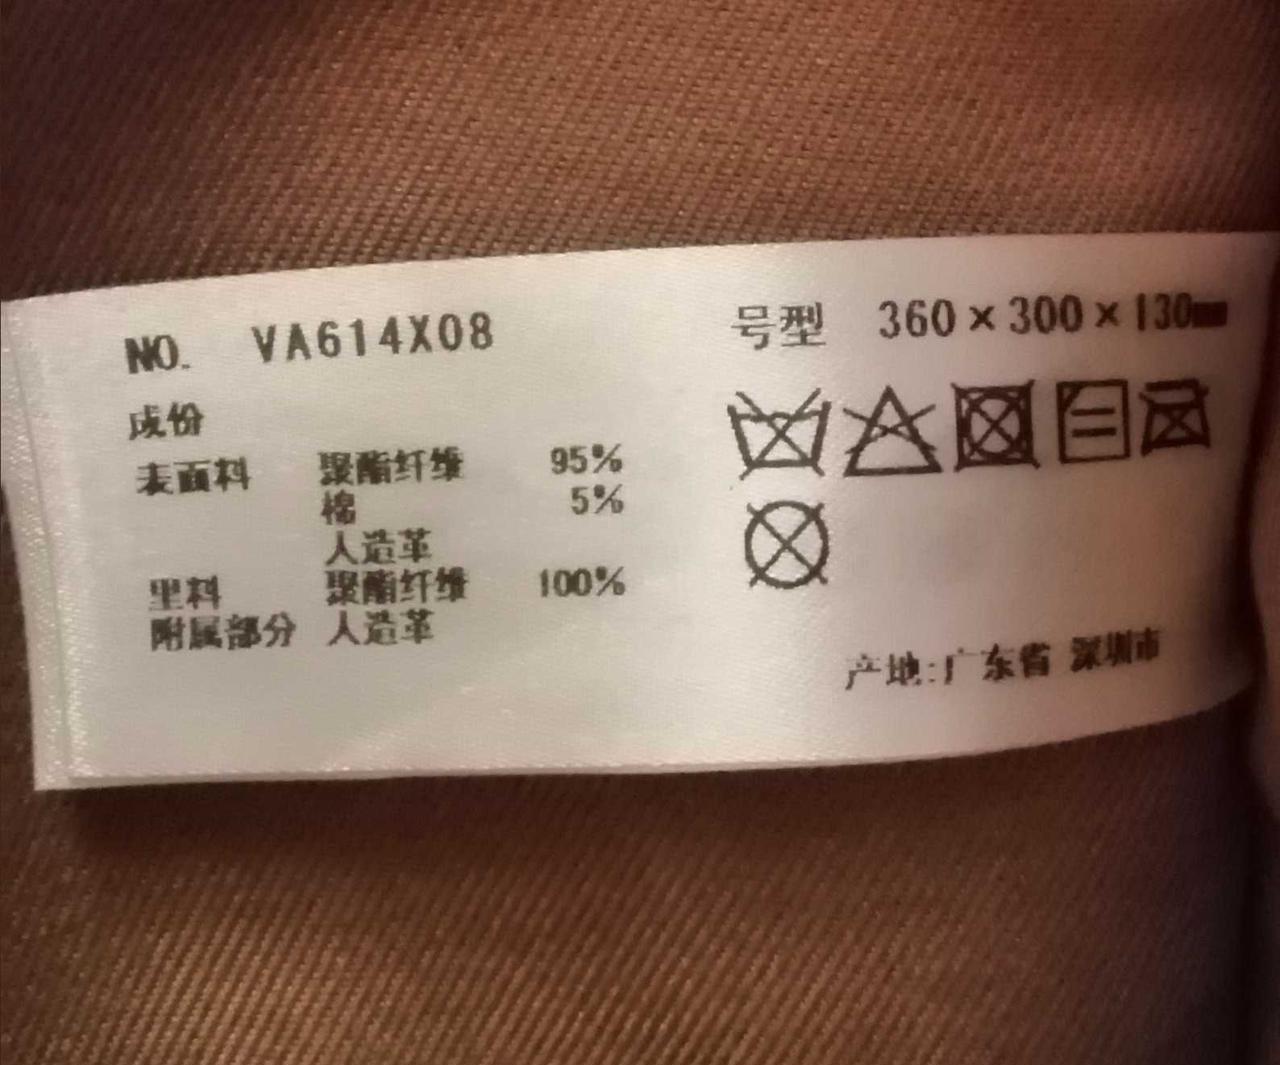 NO. VA614X08
号型 360×300×130mm
成份
表面料 聚酯纤维 95%
棉 5%
人造革
里料 聚酯纤维 100%
附属部分 人造革
产地:广东省 深圳市